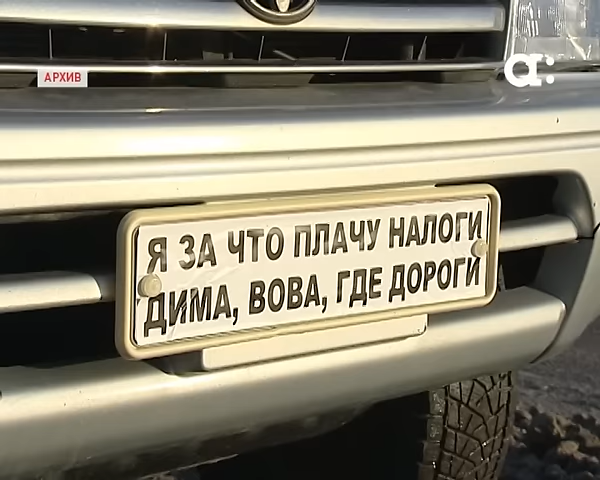 АРХИВ
a:
Я ЗА ЧТО ПЛАЧУ НАЛОГИ
ДИМА, ВОВА, ГДЕ ДОРОГИ